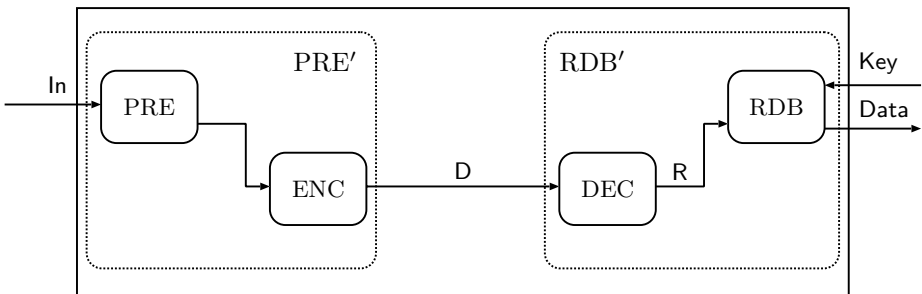 PRE′
RDB′
In
Key
PRE
RDB
Data
ENC
D
DEC
R